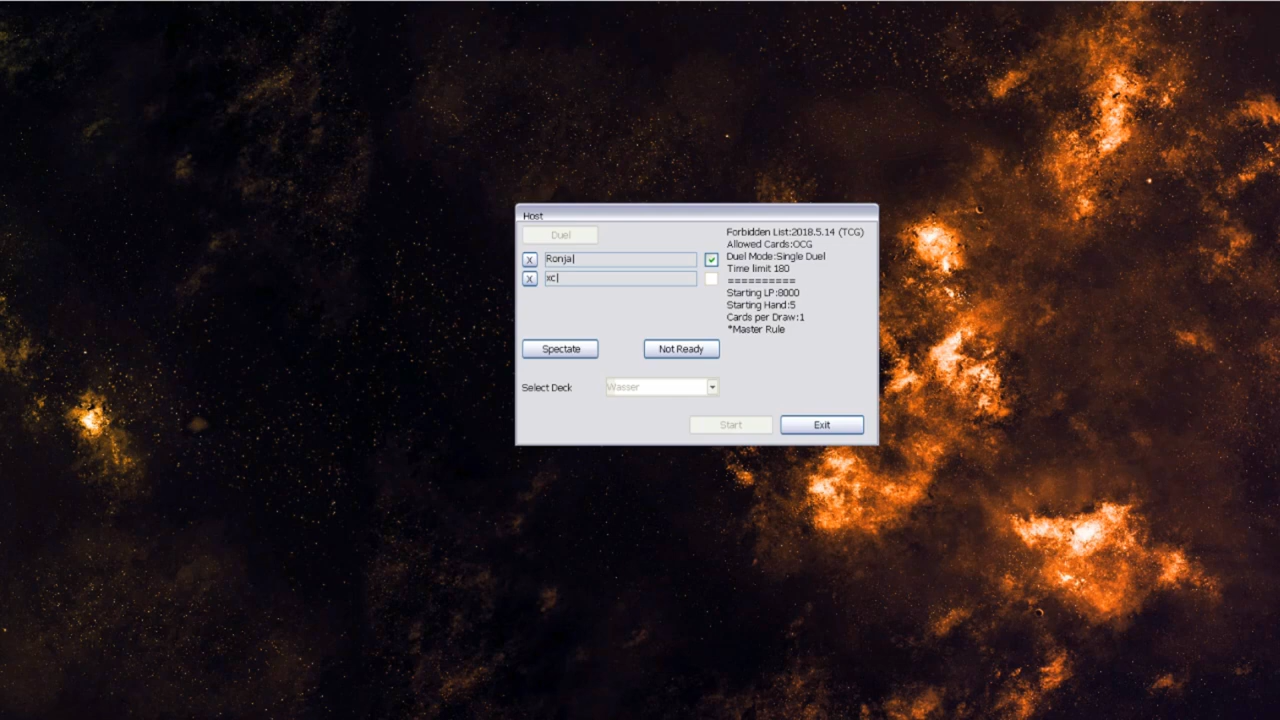 Host
Duel
X Ronja
X xc
Forbidden List:2018.5.14 (TCG)
Allowed Cards:OCG
Duel Mode:Single Duel
Time limit 180
==========
Starting LP:8000
Starting Hand:5
Cards per Draw:1
*Master Rule
Spectate
Not Ready
Select Deck
Wasser
Start
Exit